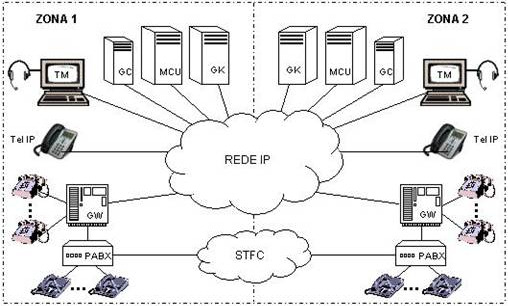 ZONA 1
ZONA 2
GC MCU GK
GK MCU GC
TM
TM
Tel IP
Tel IP
REDE IP
GW
GW
PABX
STFC
PABX